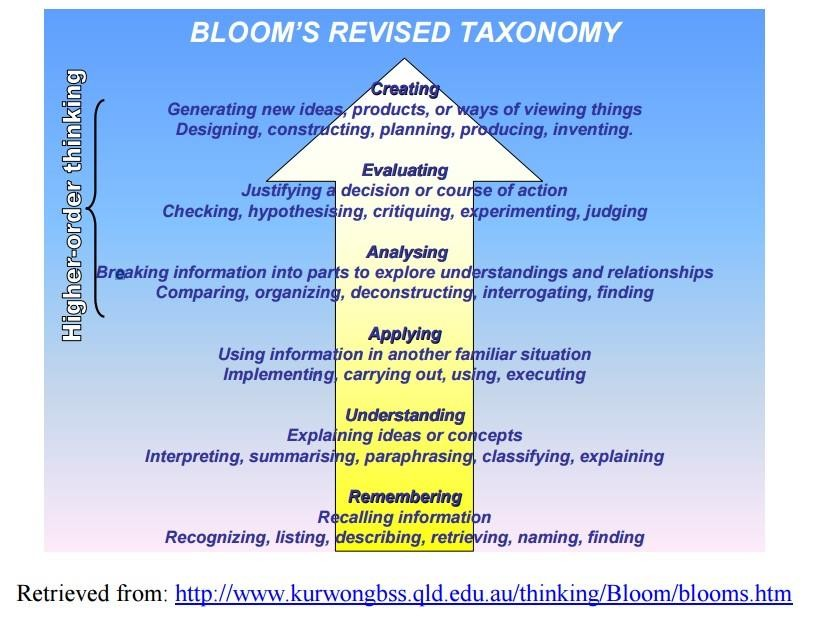 BLOOM'S REVISED TAXONOMY
Higher-order thinking
Creating
Generating new ideas, products, or ways of viewing things
Designing, constructing, planning, producing, inventing.
Evaluating
Justifying a decision or course of action
Checking, hypothesising, critiquing, experimenting, judging
Analysing
Breaking information into parts to explore understandings and relationships
Comparing, organizing, deconstructing, interrogating, finding
Applying
Using information in another familiar situation
Implementing, carrying out, using, executing
Understanding
Explaining ideas or concepts
Interpreting, summarising, paraphrasing, classifying, explaining
Remembering
Recalling information
Recognizing, listing, describing, retrieving, naming, finding
Retrieved from: http://www.kurwongbss.qld.edu.au/thinking/Bloom/blooms.htm